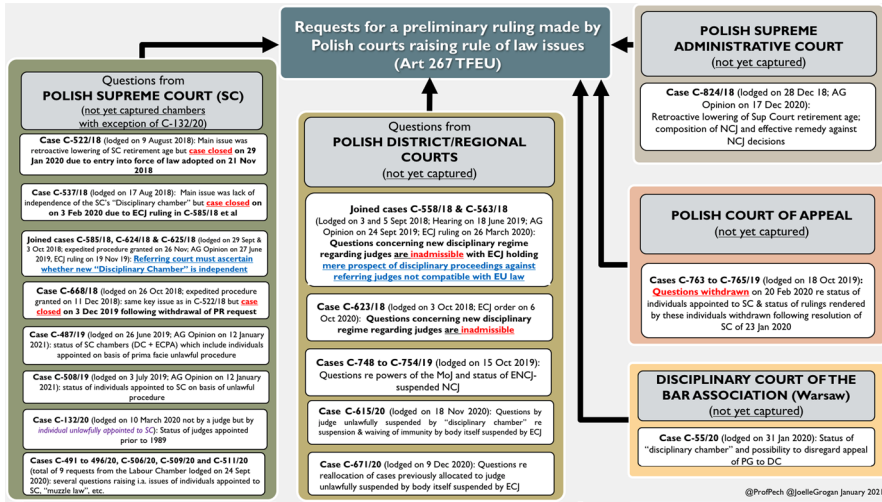 Requests for a preliminary ruling made by
Polish courts raising rule of law issues
(Art 267 TFEU)
Questions from
POLISH SUPREME COURT (SC)
(not yet captured chambers
with exception of C-132/20)
Case C-522/18 (lodged on 9 August 2018): Main issue was
retroactive lowering of SC retirement age but case closed on 29
Jan 2020 due to entry into force of law adopted on 21 Nov
2018
Case C-537/18 (lodged on 17 Aug 2018): Main issue was lack of
independence of the SC's "Disciplinary chamber" but case closed on
on 3 Feb 2020 due to ECJ ruling in C-585/18 et al
Joined cases C-585/18, C-624/18 & C-625/18 (lodged on 29 Sept &
3 Oct 2018; expedited procedure granted on 26 Nov; AG Opinion on 27 June
2019, ECJ ruling on 19 Nov 19): Referring court must ascertain
whether new "Disciplinary Chamber" is independent
Case C-668/18 (lodged on 26 Oct 2018; expedited procedure
granted on 11 Dec 2018): same key issue as in C-522/18 but case
closed on 3 Dec 2019 following withdrawal of PR request
Case C-487/19 (lodged on 26 June 2019; AG Opinion on 12 January
2021): status of SC chambers (DC + ECPA) which include individuals
appointed on basis of prima facie unlawful procedure
Case C-508/19 (lodged on 3 July 2019; AG Opinion on 12 January
2021): status of individuals appointed to SC on basis of unlawful
procedure
Case C-132/20 (lodged on 10 March 2020 not by a judge but by
individual unlawfully appointed to SC): Status of judges appointed
prior to 1989
Cases C-491 to 496/20, C-506/20, C-509/20 and C-511/20
(total of 9 requests from the Labour Chamber lodged on 24 Sept
2020): several questions raising i.a. issues of individuals appointed to
SC, "muzzle law", etc.
Questions from
POLISH DISTRICT/REGIONAL
COURTS
(not yet captured)
Joined cases C-558/18 & C-563/18
(Lodged on 3 and 5 Sept 2018; Hearing on 18 June 2019; AG
Opinion on 24 Sept 2019; ECJ ruling on 26 March 2020):
Questions concerning new disciplinary regime
regarding judges are inadmissible with ECJ holding
mere prospect of disciplinary proceedings against
referring judges not compatible with EU law
Case C-623/18 (lodged on 3 Oct 2018; ECJ order on 6
Oct 2020): Questions concerning new disciplinary
regime regarding judges are inadmissible
Cases C-748 to C-754/19 (lodged on 15 Oct 2019):
Questions re powers of the MoJ and status of ENCJ-
suspended NCJ
Case C-615/20 (lodged on 18 Nov 2020): Questions by
judge unlawfully suspended by "disciplinary chamber" re
suspension & waiving of immunity by body itself suspended by ECJ
Case C-671/20 (lodged on 9 Dec 2020): Questions re
reallocation of cases previously allocated to judge
unlawfully suspended by body itself suspended by ECJ
POLISH SUPREME
ADMINISTRATIVE COURT
(not yet captured)
Case C-824/18 (lodged on 28 Dec 18; AG
Opinion on 17 Dec 2020):
Retroactive lowering of Sup Court retirement age;
composition of NCJ and effective remedy against
NCJ decisions
POLISH COURT OF APPEAL
(not yet captured)
Cases C-763 to C-765/19 (lodged on 18 Oct 2019):
Questions withdrawn on 20 Feb 2020 re status of
individuals appointed to SC & status of rulings rendered
by these individuals withdrawn following resolution of
SC of 23 Jan 2020
DISCIPLINARY COURT OF THE
BAR ASSOCIATION (Warsaw)
(not yet captured)
Case C-55/20 (lodged on 31 Jan 2020): Status of
"disciplinary chamber" and possibility to disregard appeal
of PG to DC
@ProfPech @JoelleGrogan January 2021